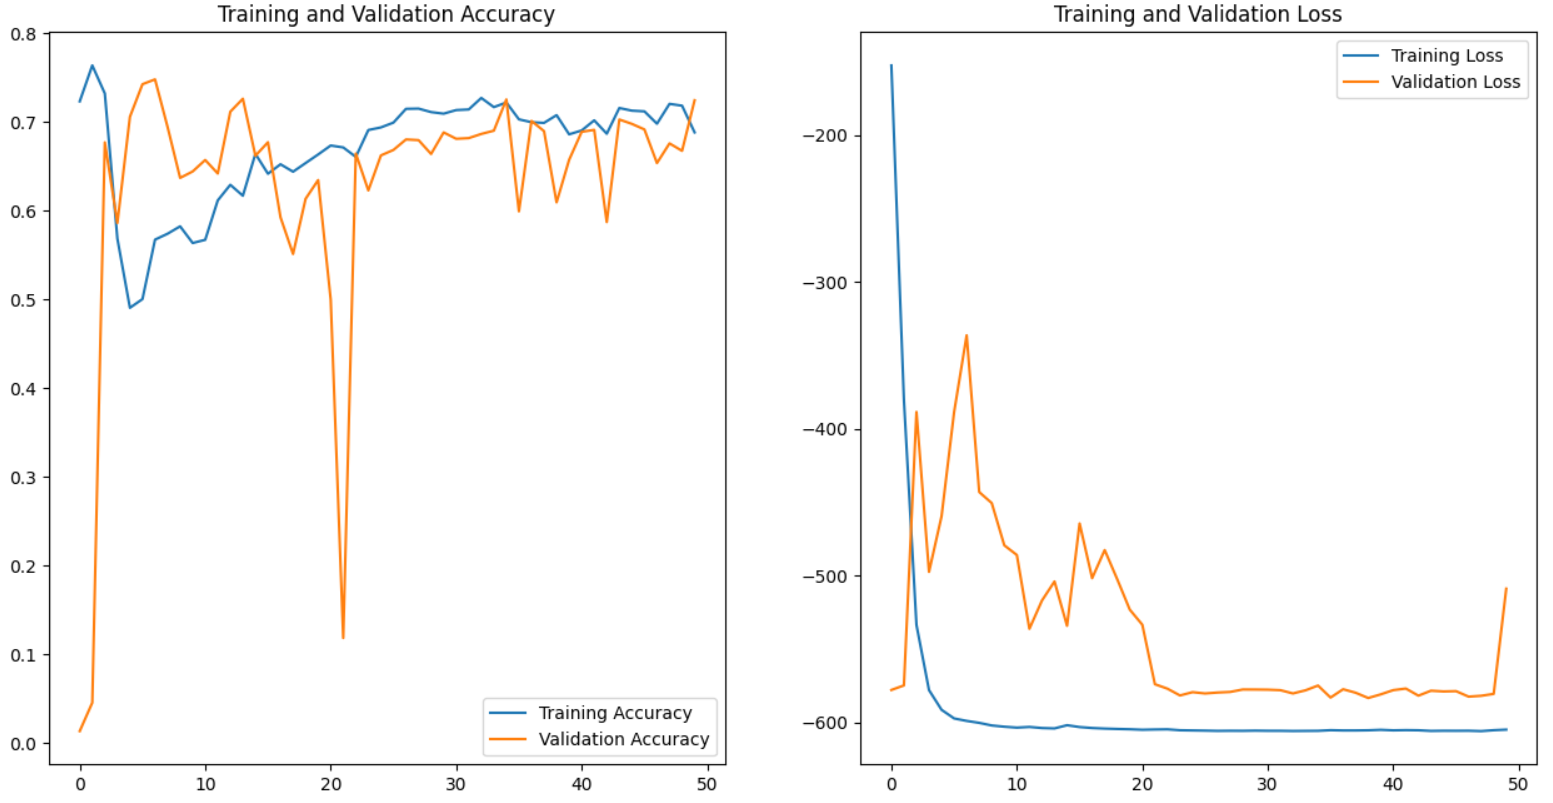 Training and Validation Accuracy
0.8
0.7
0.6
0.5
0.4
0.3
0.2
0.1
0.0
0 10 20 30 40 50
Training Accuracy
Validation Accuracy
Training and Validation Loss
−200
−300
−400
−500
−600
0 10 20 30 40 50
Training Loss
Validation Loss